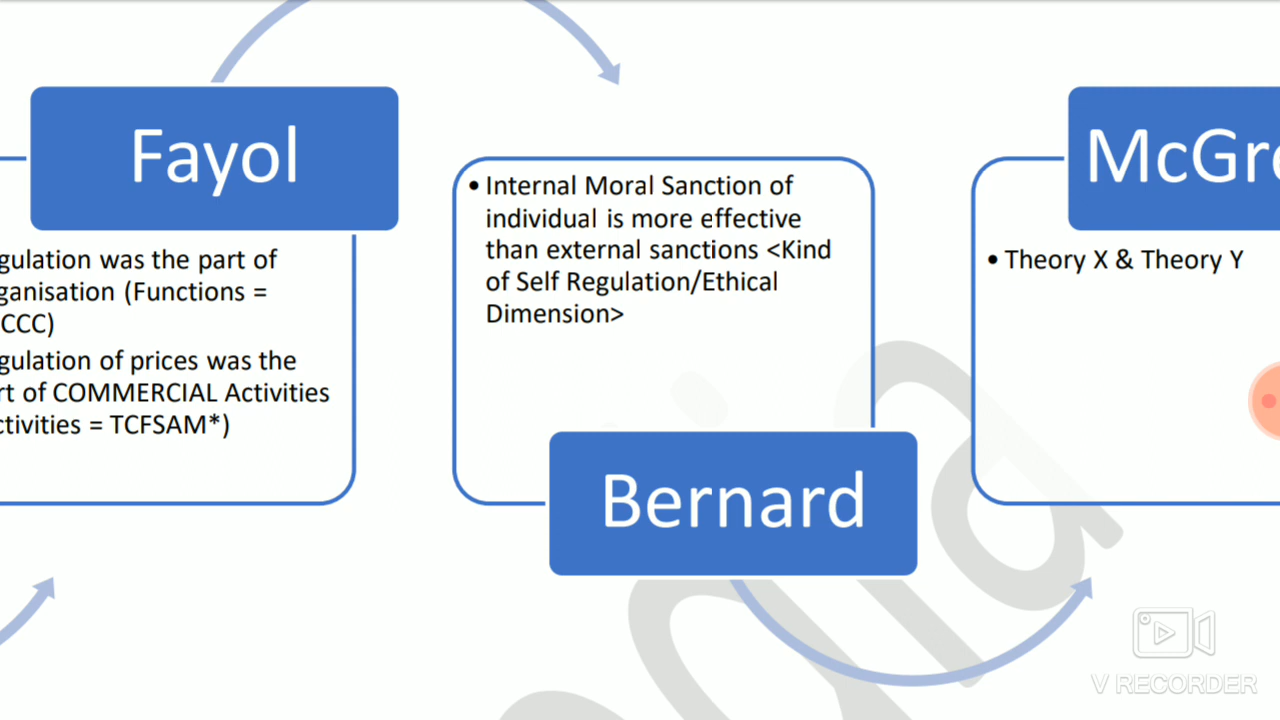 Fayol
gulation was the part of
ganisation (Functions =
CCC)
gulation of prices was the
rt of COMMERCIAL Activities
ctivities = TCFSAM*)
• Internal Moral Sanction of
individual is more effective
than external sanctions <Kind
of Self Regulation/Ethical
Dimension>
Bernard
McGre
• Theory X & Theory Y
V RECORDER